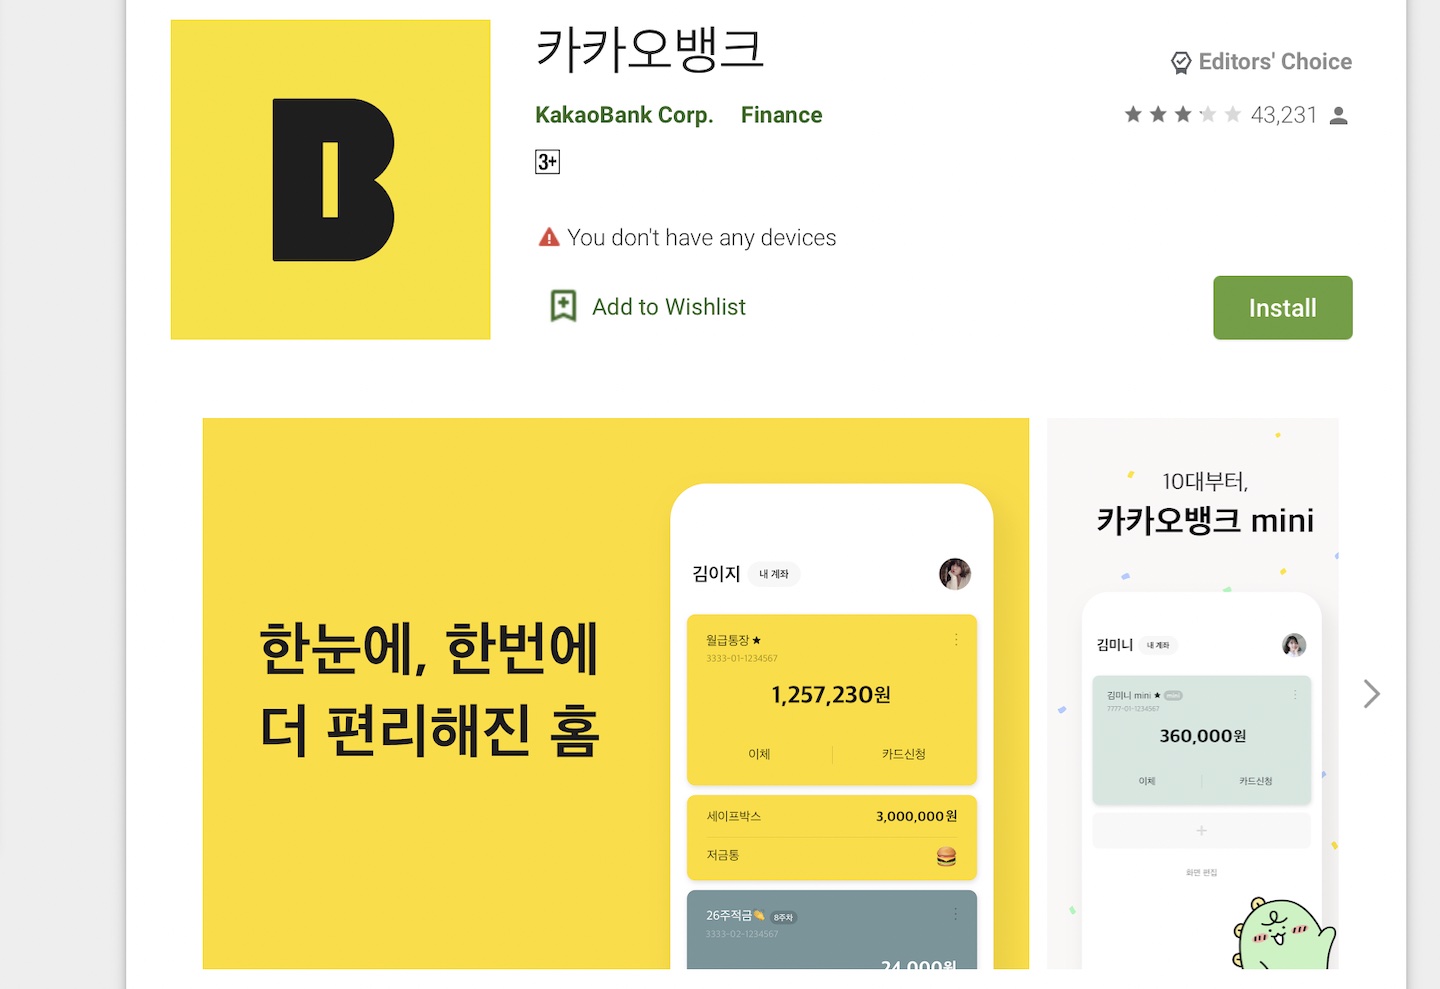 카카오뱅크
Editors' Choice
KakaoBank Corp. Finance
43,231
3+
You don't have any devices
Add to Wishlist
Install
한눈에, 한번에
더 편리해진 홈
김이지 내 계좌
월급통장 ★
3333-01-1234567
1,257,230원
이체 카드신청
세이프박스 3,000,000원
저금통
26주적금 8주차
3333-02-1234567
24,000원
10대부터,
카카오뱅크 mini
김미니 내 계좌
김미니 mini ★ mini
7777-01-1234567
360,000원
이체 카드신청
+
화면 편집